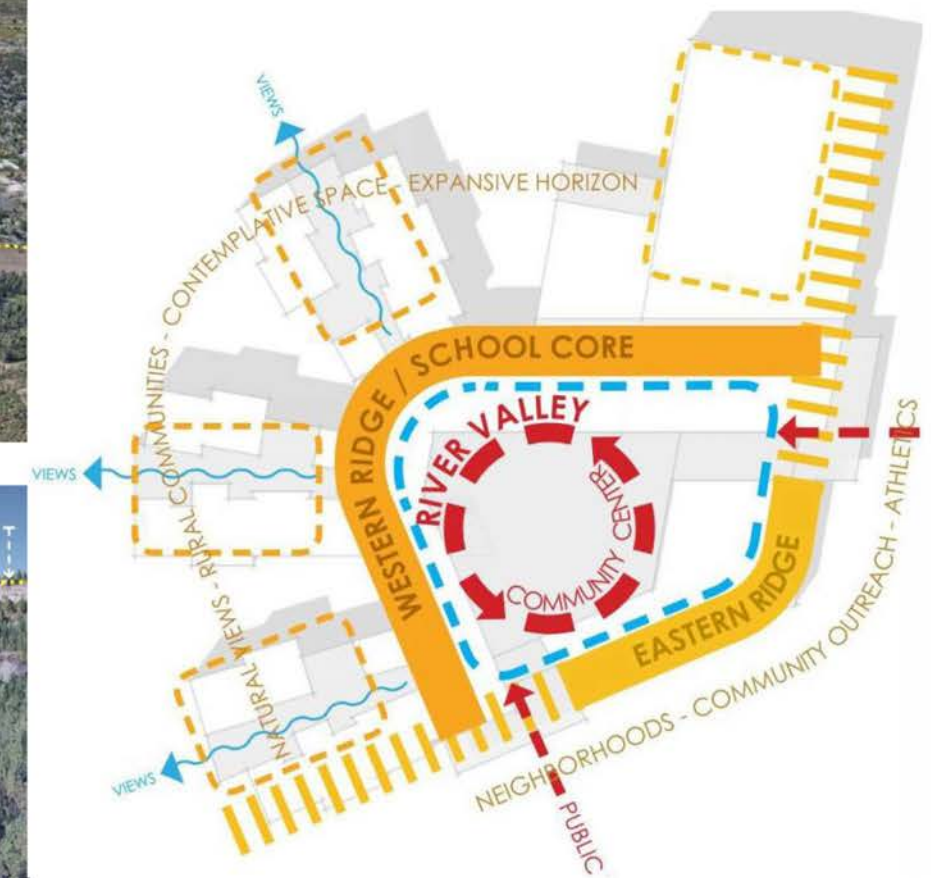 VIEWS
NATURAL VIEWS - RURAL COMMUNITIES - CONTEMPLATIVE SPACE - EXPANSIVE HORIZON
WESTERN RIDGE / SCHOOL CORE
RIVER VALLEY
COMMUNITY CENTER
VIEWS
EASTERN RIDGE
NEIGHBORHOODS - COMMUNITY OUTREACH - ATHLETICS
VIEWS
PUBLIC